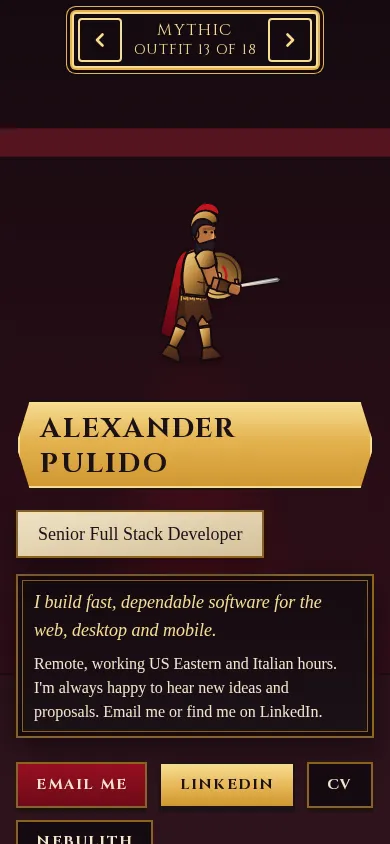 MYTHIC
OUTFIT 13 OF 18
ALEXANDER
PULIDO
Senior Full Stack Developer
I build fast, dependable software for the
web, desktop and mobile.
Remote, working US Eastern and Italian hours.
I'm always happy to hear new ideas and
proposals. Email me or find me on LinkedIn.
EMAIL ME
LINKEDIN
CV
NEBULITH